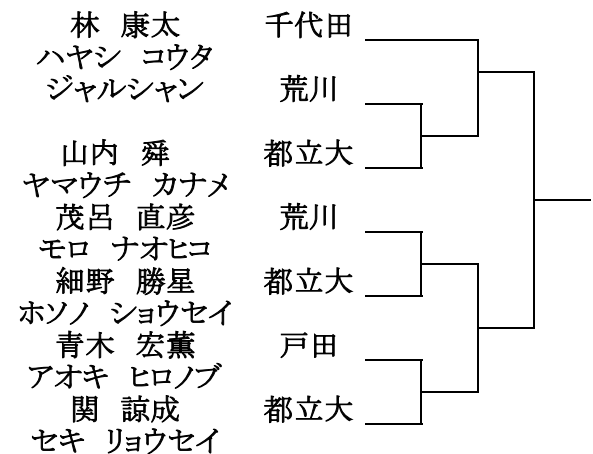 林　康太　千代田
ハヤシ　コウタ
ジャルシャン　荒川
山内　舜　都立大
ヤマウチ　カナメ
茂呂　直彦　荒川
モロ　ナオヒコ
細野　勝星　都立大
ホソノ　ショウセイ
青木　宏薫　戸田
アオキ　ヒロノブ
関　諒成　都立大
セキ　リョウセイ